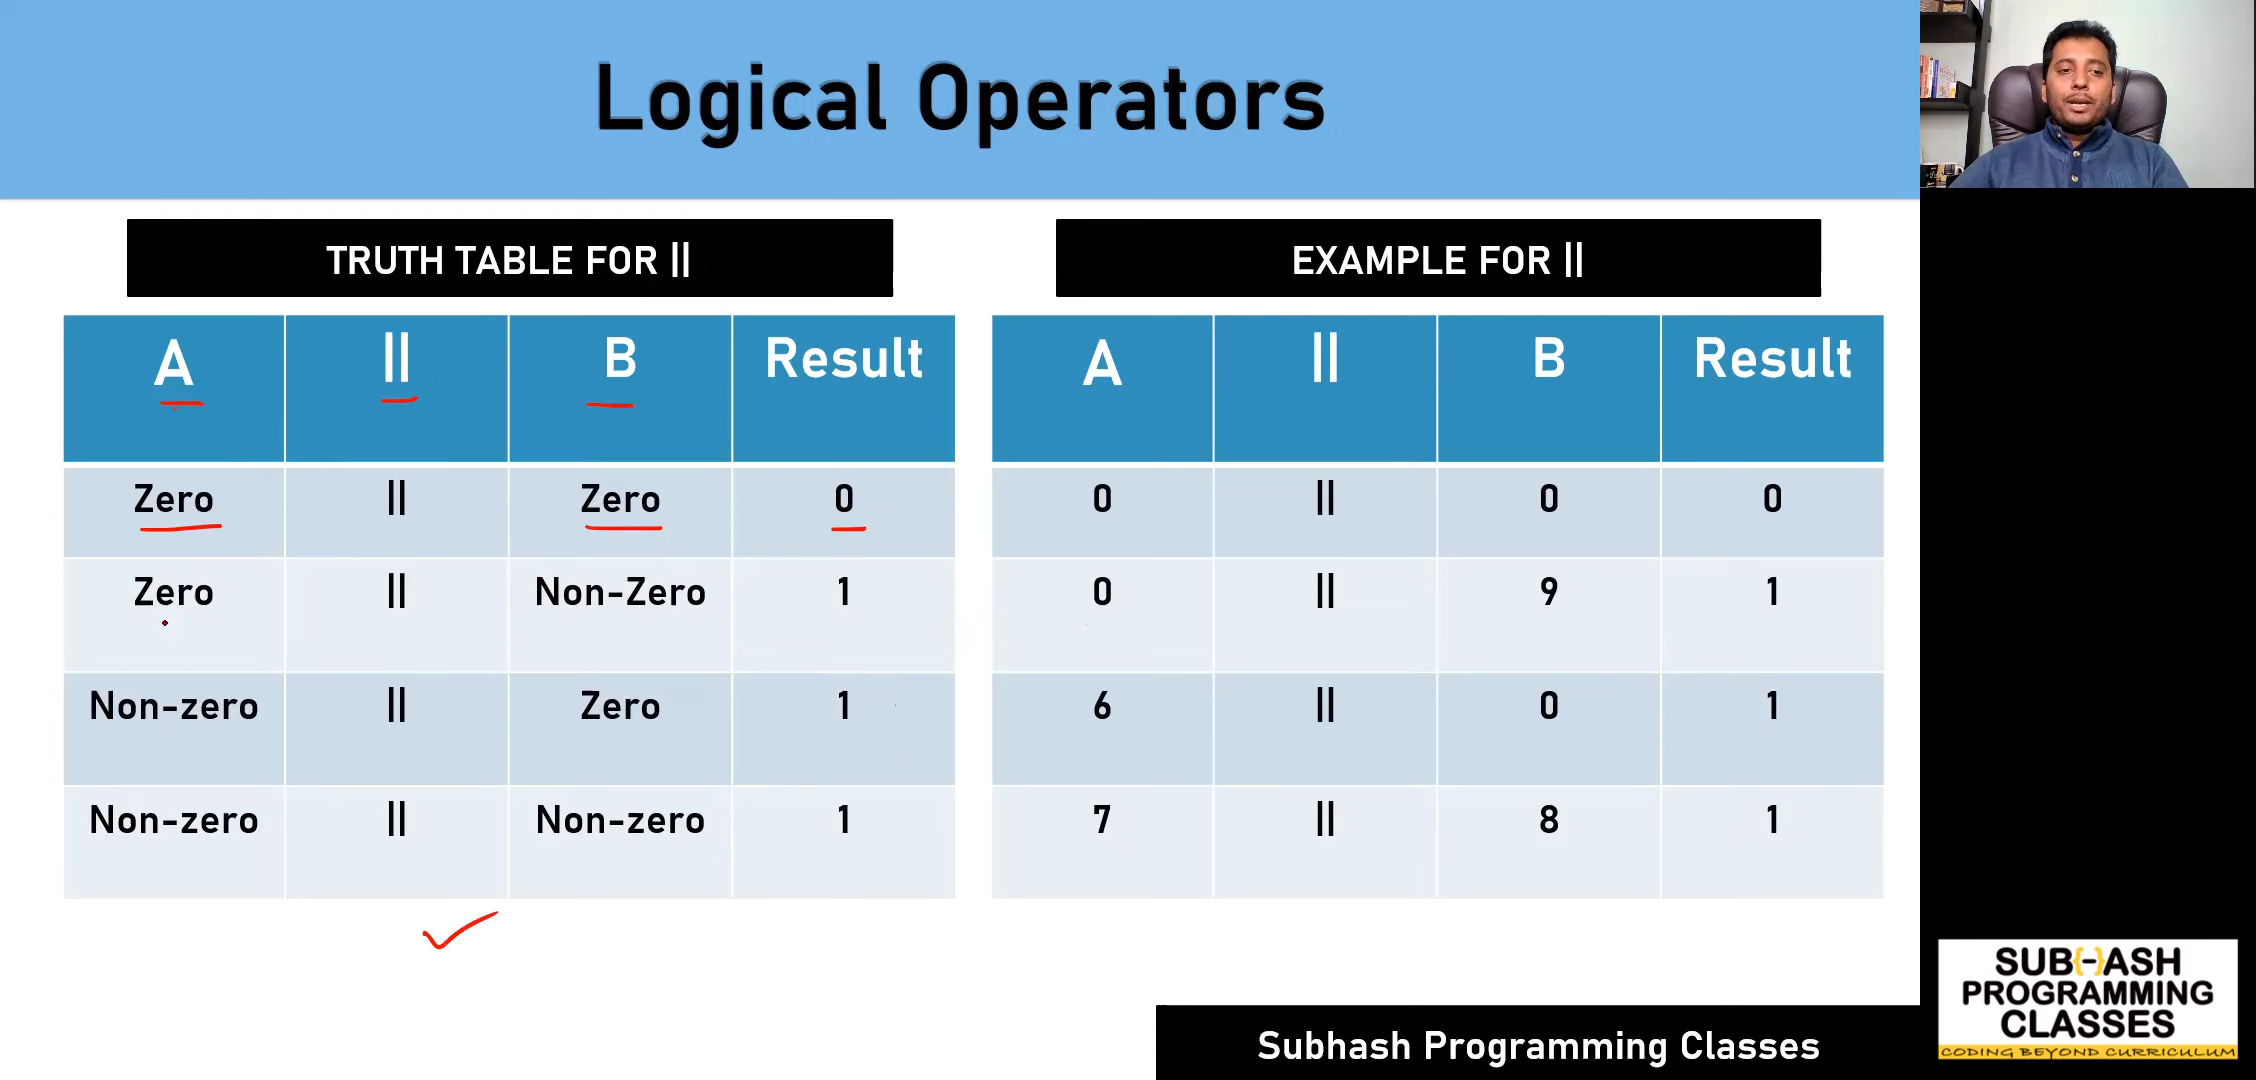 Logical Operators
TRUTH TABLE FOR ||
A || B Result
Zero || Zero 0
Zero || Non-Zero 1
Non-zero || Zero 1
Non-zero || Non-zero 1
EXAMPLE FOR ||
A || B Result
0 || 0 0
0 || 9 1
6 || 0 1
7 || 8 1
Subhash Programming Classes
SUB{-}ASH
PROGRAMMING
CLASSES
CODING BEYOND CURRICULUM